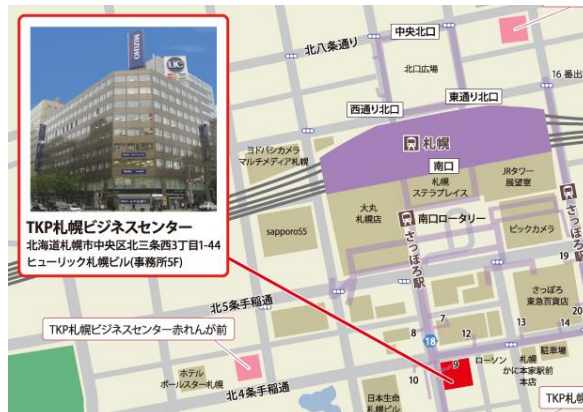 北八条通り
中央北口
北口広場
16 番出
西通り北口
東通り北口
MIZUHO
UC
ヨドバシカメラ
マルチメディア札幌
札幌
南口
札幌
ステラプレイス
JRタワー
展望室
大丸
札幌店
南口ロータリー
さっぽろ駅
さっぽろ駅
ビックカメラ
sapporo55
TKP札幌ビジネスセンター
北海道札幌市中央区北三条西3丁目1-44
ヒューリック札幌ビル(事務所5F)
19
さっぽろ
東急百貨店
20
北5条手稲通
TKP札幌ビジネスセンター赤れんが前
7
8
18
12
13
14
9
10
ローソン
札幌
かに本家駅前
本店
駐車場
ホテル
ポールスター札幌
北4条手稲通
日本生命
札幌ビル
TKP札幌